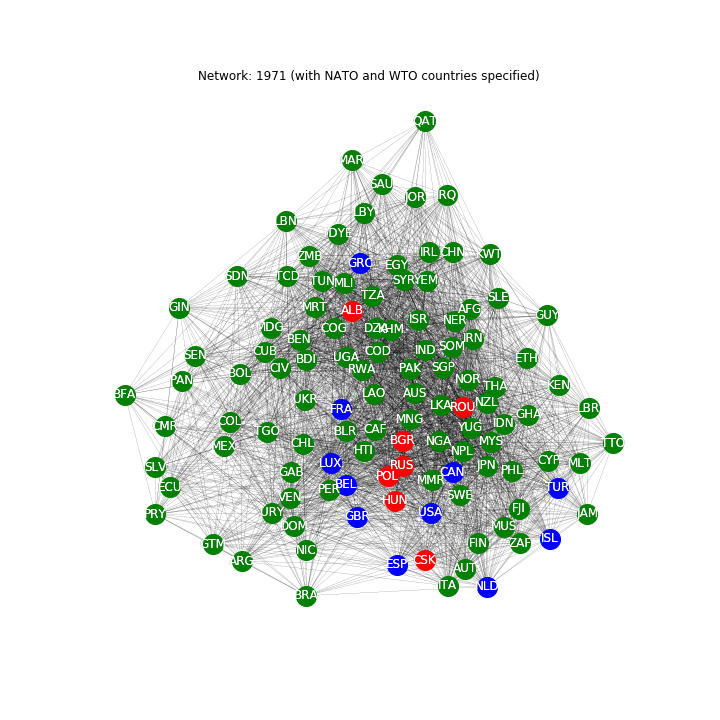 Network: 1971 (with NATO and WTO countries specified)
QAT
MAR
SAU
JOR
IRQ
LBY
LBN
DYE
IRL
CHN
KWT
ZMB
GRC
EGY
SDN
TCD
TUN
MLI
SYR
YEM
TZA
SLE
GIN
MRT
ALB
AFG
GUY
ISR
NER
MDG
COG
DZA
KHM
BEN
IRN
SOM
CUB
COD
IND
SEN
BDI
UGA
ETH
CIV
RWA
PAK
SGP
BOL
PAN
NOR
KEN
THA
BFA
LAO
AUS
UKR
NZL
LKA
ROU
LBR
FRA
GHA
COL
MNG
IDN
CMR
YUG
TGO
BLR
CAF
BGR
NGA
MYS
TTO
MEX
CHL
HTI
NPL
SLV
LUX
RUS
JPN
CYP
MLT
GAB
POL
CAN
PHL
ECU
BEL
MMR
TUR
PER
VEN
HUN
SWE
PRY
URY
GBR
USA
FJI
JAM
DOM
MUS
ISL
GTM
NIC
FIN
ZAF
ARG
ESP
CSK
AUT
BRA
ITA
NLD